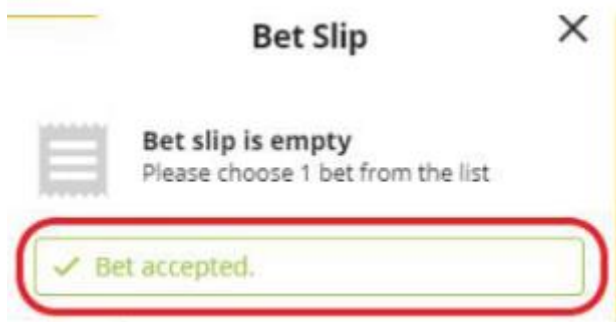 Bet Slip
Bet slip is empty
Please choose 1 bet from the list
Bet accepted.